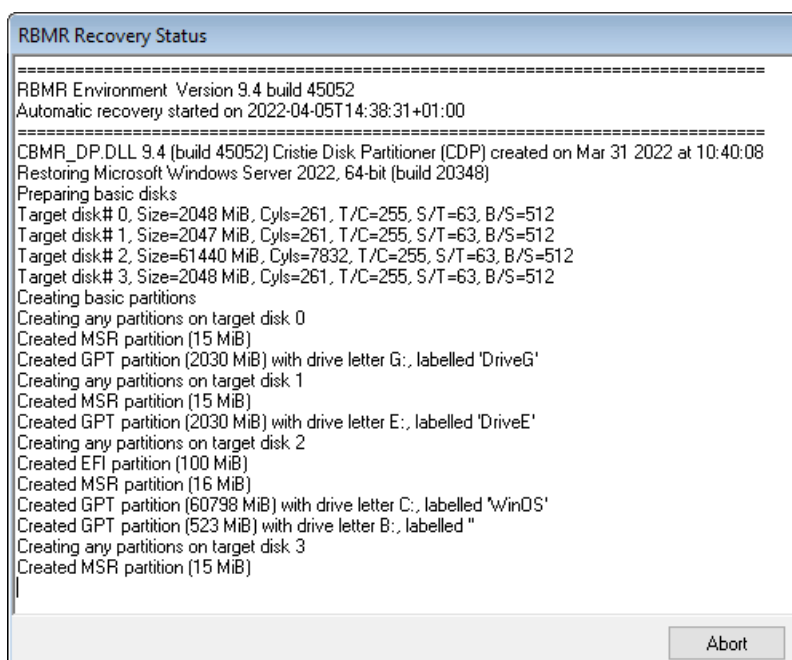 RBMR Recovery Status
===========================================================================
RBMR Environment  Version 9.4 build 45052
Automatic recovery started on 2022-04-05T14:38:31+01:00
===========================================================================
CBMR_DP.DLL 9.4 (build 45052) Cristie Disk Partitioner (CDP) created on Mar 31 2022 at 10:40:08
Restoring Microsoft Windows Server 2022, 64-bit (build 20348)
Preparing basic disks
Target disk# 0, Size=2048 MiB, Cyls=261, T/C=255, S/T=63, B/S=512
Target disk# 1, Size=2047 MiB, Cyls=261, T/C=255, S/T=63, B/S=512
Target disk# 2, Size=61440 MiB, Cyls=7832, T/C=255, S/T=63, B/S=512
Target disk# 3, Size=2048 MiB, Cyls=261, T/C=255, S/T=63, B/S=512
Creating basic partitions
Creating any partitions on target disk 0
Created MSR partition (15 MiB)
Created GPT partition (2030 MiB) with drive letter G:, labelled 'DriveG'
Creating any partitions on target disk 1
Created MSR partition (15 MiB)
Created GPT partition (2030 MiB) with drive letter E:, labelled 'DriveE'
Creating any partitions on target disk 2
Created EFI partition (100 MiB)
Created MSR partition (16 MiB)
Created GPT partition (60798 MiB) with drive letter C:, labelled 'WinOS'
Created GPT partition (523 MiB) with drive letter B:, labelled ''
Creating any partitions on target disk 3
Created MSR partition (15 MiB)
Abort